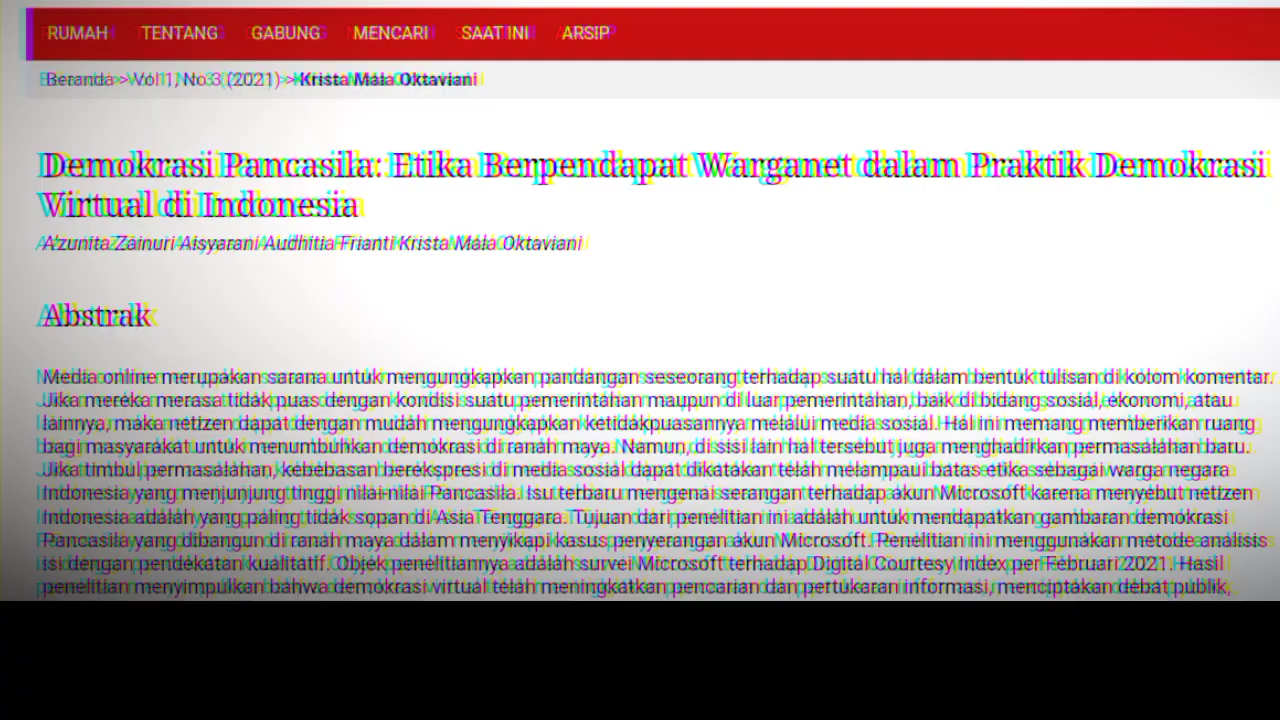 RUMAH TENTANG GABUNG MENCARI SAAT INI ARSIP
Beranda > Vol 1, No 3 (2021) > Krista Mala Oktaviani
Demokrasi Pancasila: Etika Berpendapat Warganet dalam Praktik Demokrasi
Virtual di Indonesia
A'zunita Zainuri Aisyarani Audhitia Frianti Krista Mala Oktaviani
Abstrak
Media online merupakan sarana untuk mengungkapkan pandangan seseorang terhadap suatu hal dalam bentuk tulisan di kolom komentar.
Jika mereka merasa tidak puas dengan kondisi suatu pemerintahan maupun di luar pemerintahan, baik di bidang sosial, ekonomi, atau
lainnya, maka netizen dapat dengan mudah mengungkapkan ketidakpuasannya melalui media sosial. Hal ini memang memberikan ruang
bagi masyarakat untuk menumbuhkan demokrasi di ranah maya. Namun, di sisi lain hal tersebut juga menghadirkan permasalahan baru.
Jika timbul permasalahan, kebebasan berekspresi di media sosial dapat dikatakan telah melampaui batas etika sebagai warga negara
Indonesia yang menjunjung tinggi nilai-nilai Pancasila. Isu terbaru mengenai serangan terhadap akun Microsoft karena menyebut netizen
Indonesia adalah yang paling tidak sopan di Asia Tenggara. Tujuan dari penelitian ini adalah untuk mendapatkan gambaran demokrasi
Pancasila yang dibangun di ranah maya dalam menyikapi kasus penyerangan akun Microsoft. Penelitian ini menggunakan metode analisis
isi dengan pendekatan kualitatif. Objek penelitiannya adalah survei Microsoft terhadap Digital Courtesy Index per Februari 2021. Hasil
penelitian menyimpulkan bahwa demokrasi virtual telah meningkatkan pencarian dan pertukaran informasi, menciptakan debat publik,